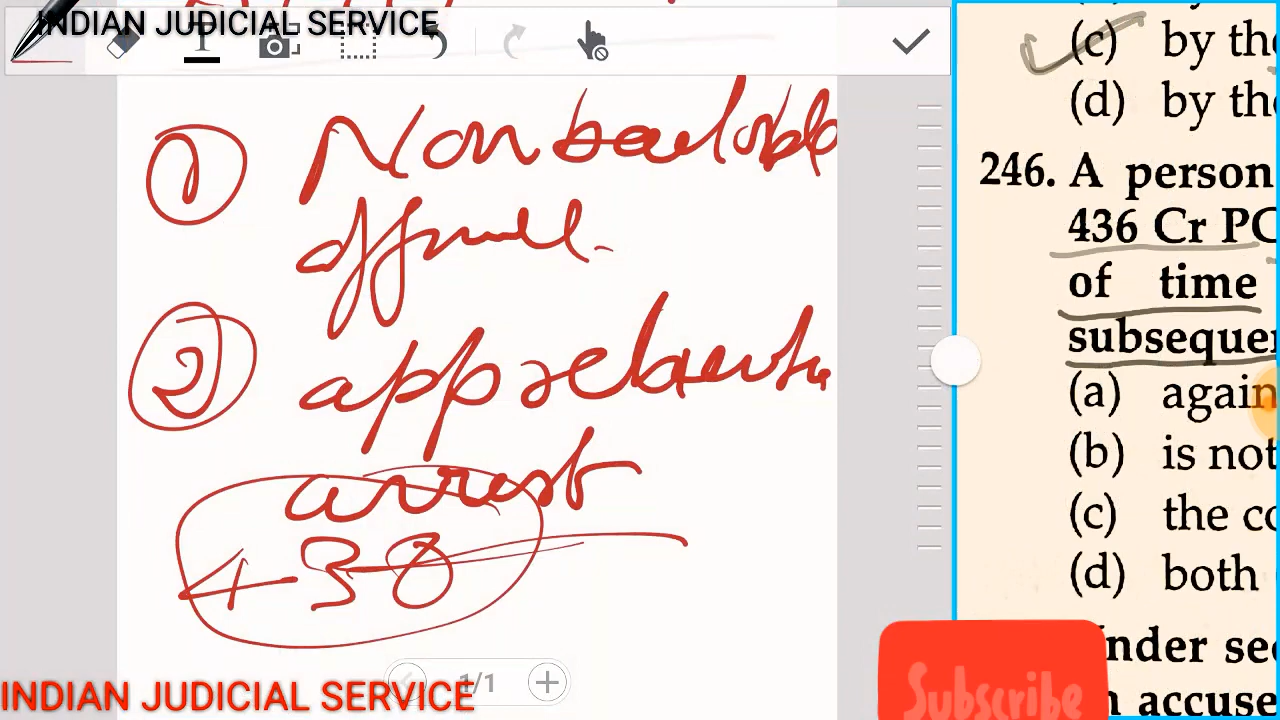 INDIAN JUDICIAL SERVICE
T
1 Non bailable
offence.
2 apprehension
arrest
438
1/1
INDIAN JUDICIAL SERVICE
(c) by the
(d) by the
246. A person
436 Cr PC
of time
subsequen
(a) again
(b) is not
(c) the co
(d) both
nder sec
n accuse
Subscribe